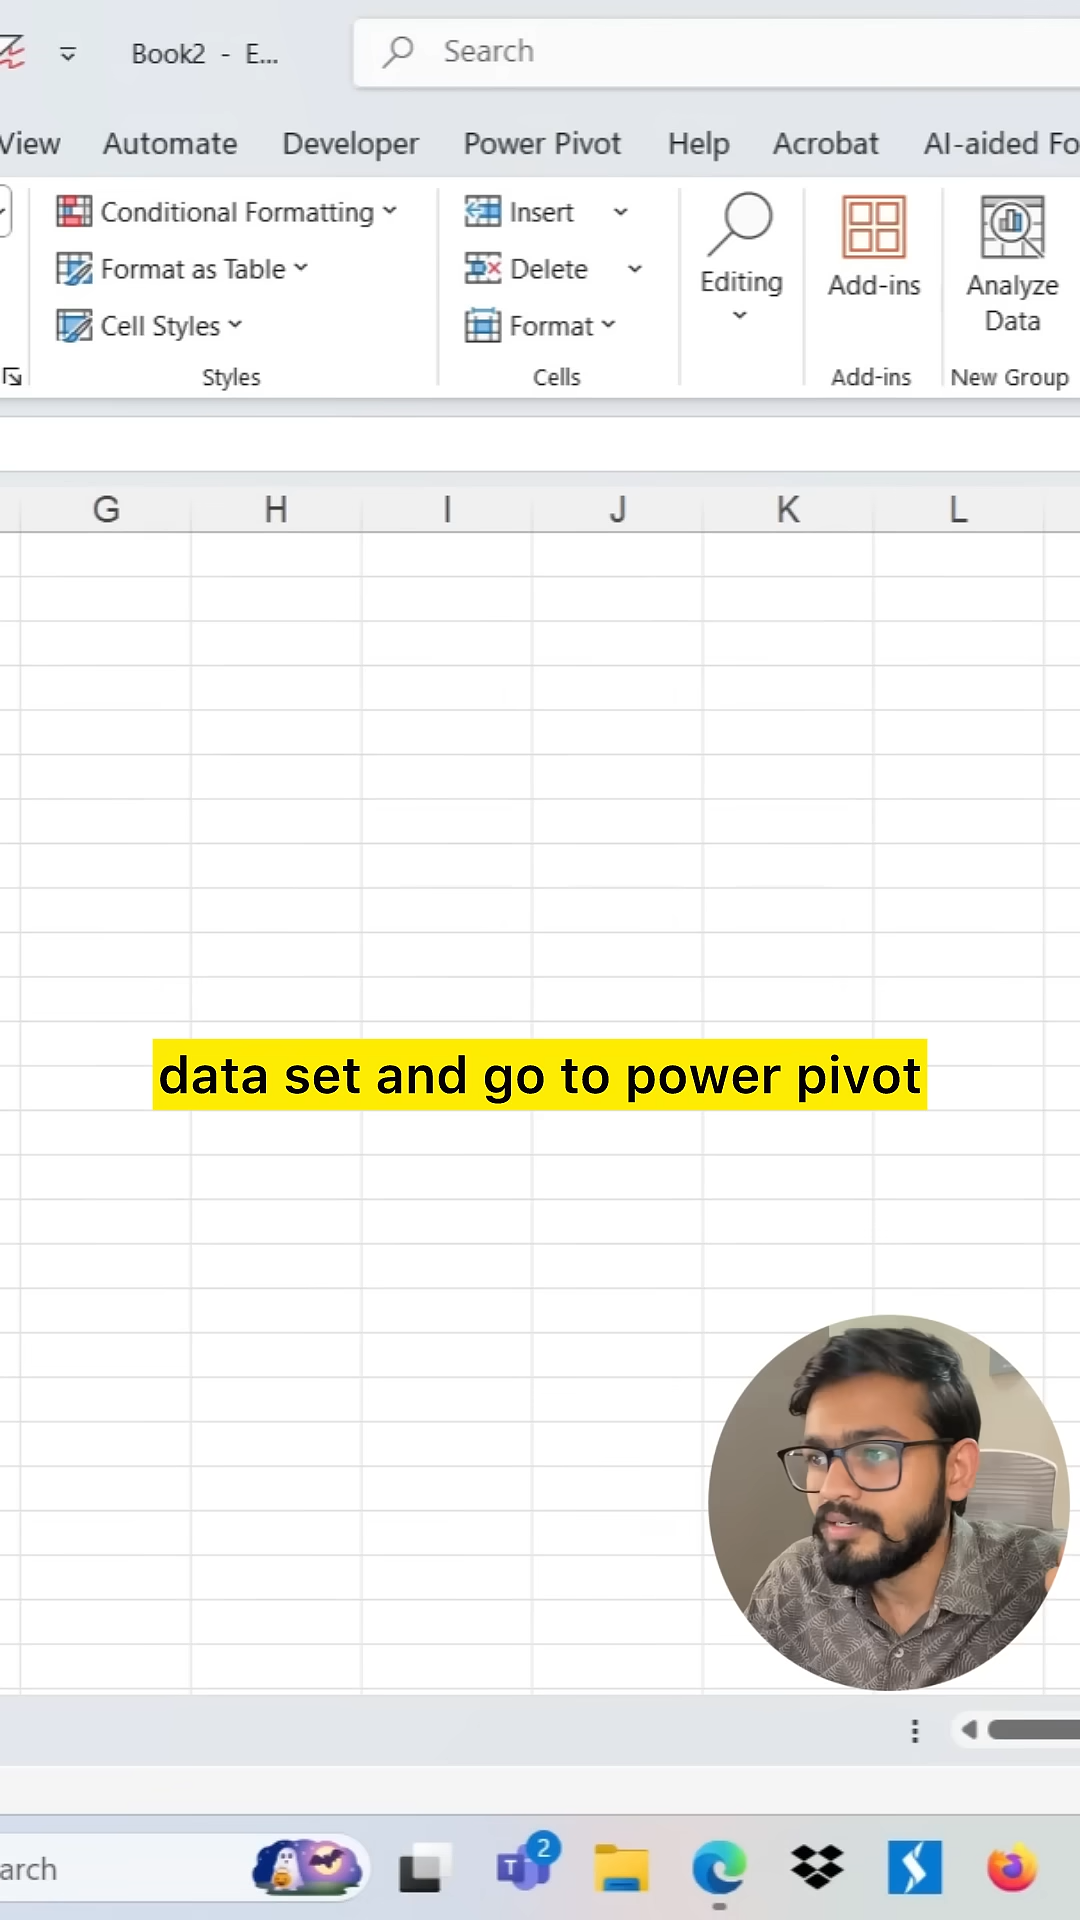 Book2 - E...
Search
View Automate Developer Power Pivot Help Acrobat AI-aided Fo
Conditional Formatting
Format as Table
Cell Styles
Styles
Insert
Delete
Format
Cells
Editing
Add-ins
Add-ins
Analyze
Data
New Group
G H I J K L
data set and go to power pivot
arch
T
2